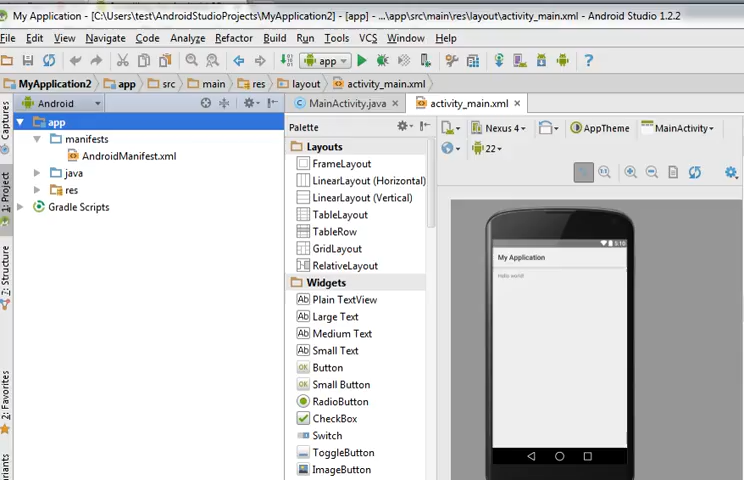 My Application - [C:\Users\test\AndroidStudioProjects\MyApplication2] - [app] - ...\app\src\main\res\layout\activity_main.xml - Android Studio 1.2.2
File Edit View Navigate Code Analyze Refactor Build Run Tools VCS Window Help
app
MyApplication2 app src main res layout activity_main.xml
Android
MainActivity.java activity_main.xml
Captures
1: Project
7: Structure
2: Favorites
app
manifests
AndroidManifest.xml
java
res
Gradle Scripts
Palette
Layouts
FrameLayout
LinearLayout (Horizontal)
LinearLayout (Vertical)
TableLayout
TableRow
GridLayout
RelativeLayout
Widgets
Plain TextView
Large Text
Medium Text
Small Text
Button
Small Button
RadioButton
CheckBox
Switch
ToggleButton
ImageButton
Nexus 4 AppTheme MainActivity
22
5:10
My Application
Hello world!